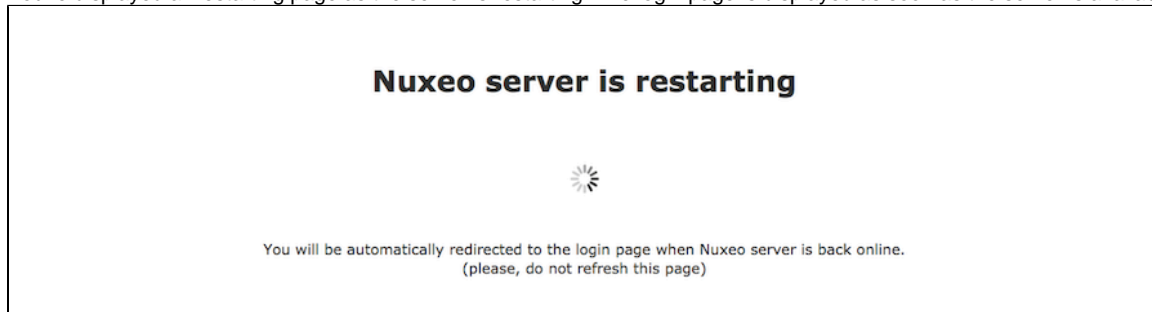 Nuxeo server is restarting
You will be automatically redirected to the login page when Nuxeo server is back online.
(please, do not refresh this page)